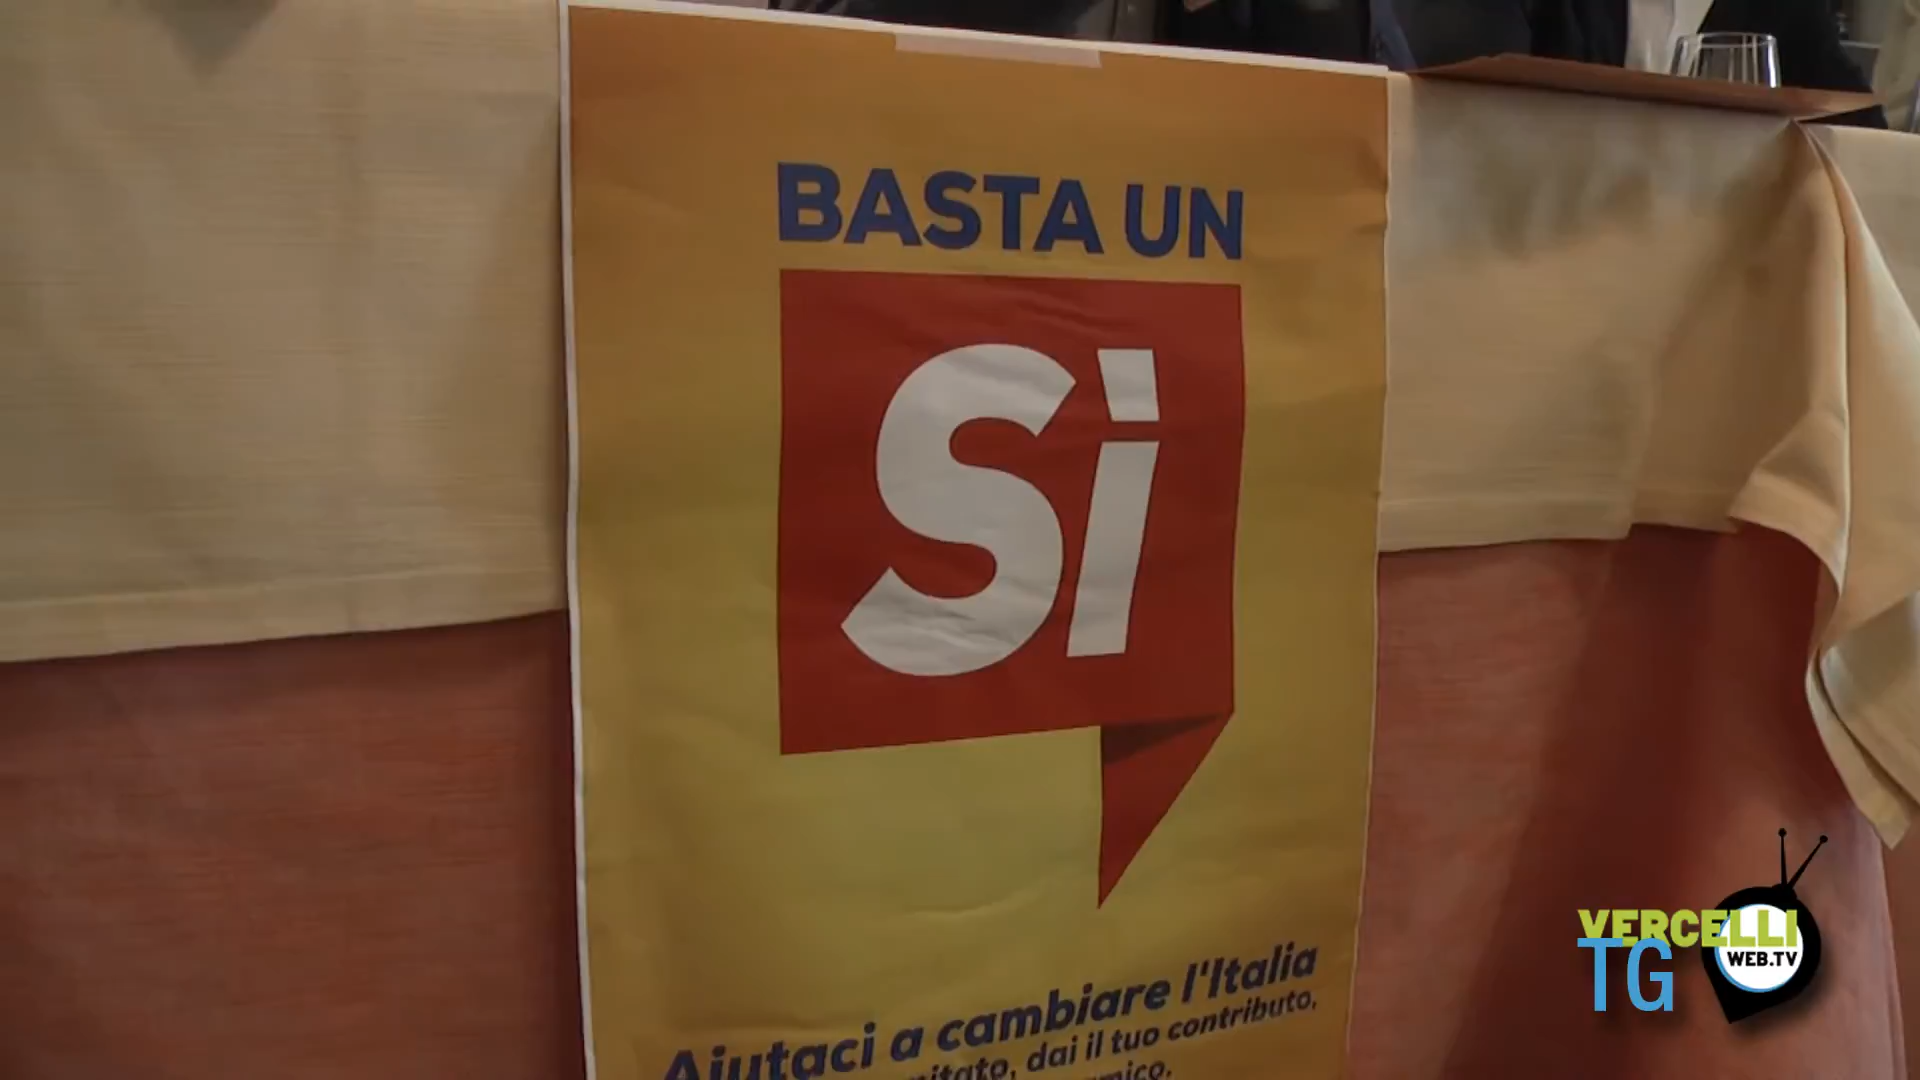 BASTA UN
Sì
Aiutaci a cambiare l'Italia
dai il tuo contributo,
VERCELLI
TG
WEB.TV